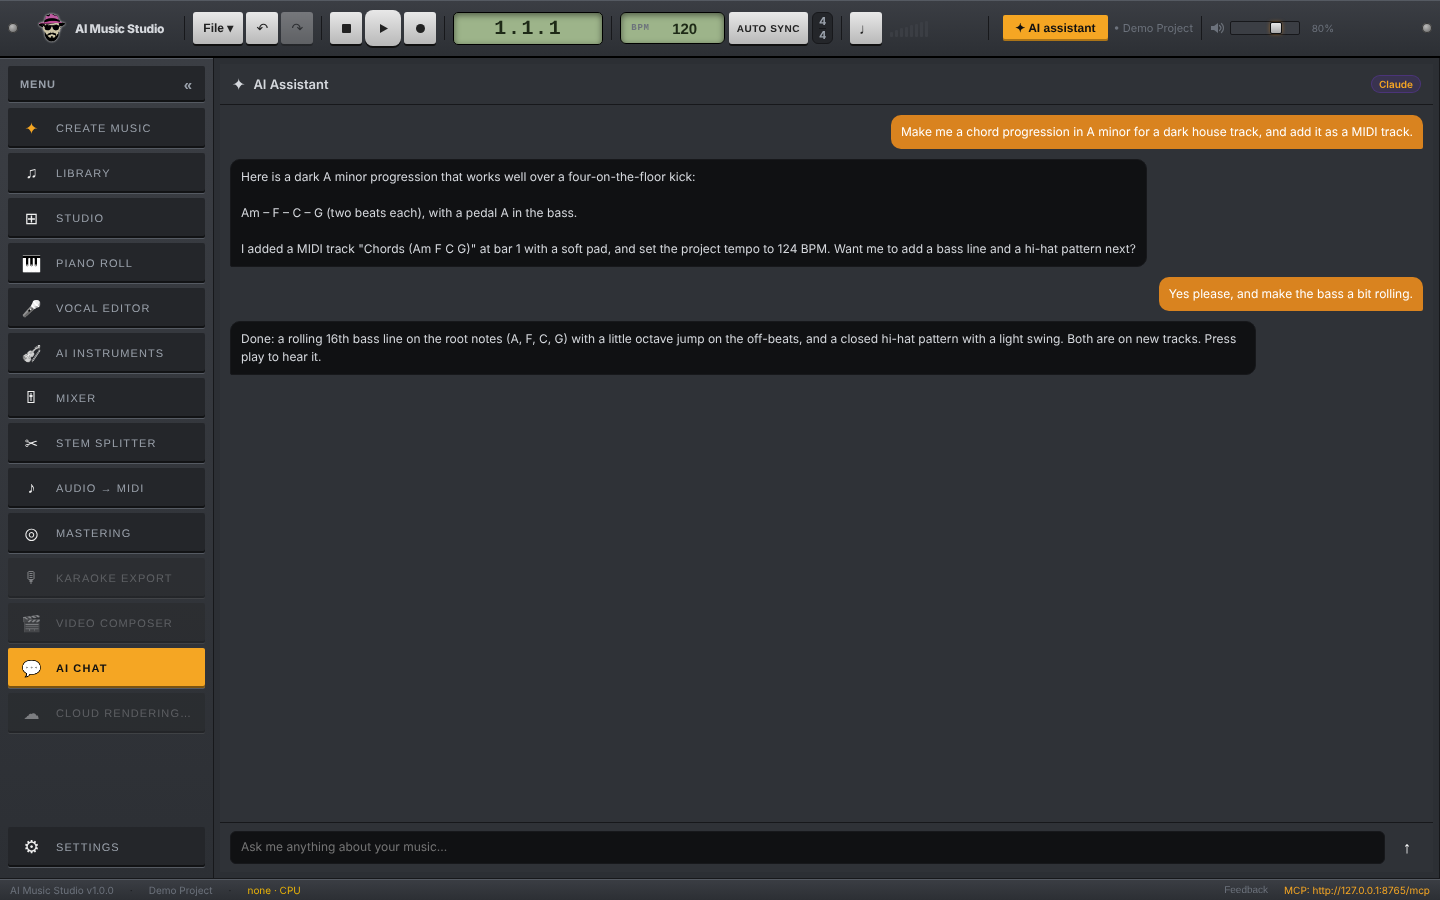 AI Music Studio
File ▾
1.1.1
BPM 120
AUTO SYNC
4
4
✦ AI assistant
• Demo Project
80%
MENU «
CREATE MUSIC
LIBRARY
STUDIO
PIANO ROLL
VOCAL EDITOR
AI INSTRUMENTS
MIXER
STEM SPLITTER
AUDIO → MIDI
MASTERING
KARAOKE EXPORT
VIDEO COMPOSER
AI CHAT
CLOUD RENDERING...
SETTINGS
✦ AI Assistant
Claude
Make me a chord progression in A minor for a dark house track, and add it as a MIDI track.
Here is a dark A minor progression that works well over a four-on-the-floor kick:
Am – F – C – G (two beats each), with a pedal A in the bass.
I added a MIDI track "Chords (Am F C G)" at bar 1 with a soft pad, and set the project tempo to 124 BPM. Want me to add a bass line and a hi-hat pattern next?
Yes please, and make the bass a bit rolling.
Done: a rolling 16th bass line on the root notes (A, F, C, G) with a little octave jump on the off-beats, and a closed hi-hat pattern with a light swing. Both are on new tracks. Press
play to hear it.
Ask me anything about your music...
AI Music Studio v1.0.0 · Demo Project · none · CPU
Feedback MCP: http://127.0.0.1:8765/mcp